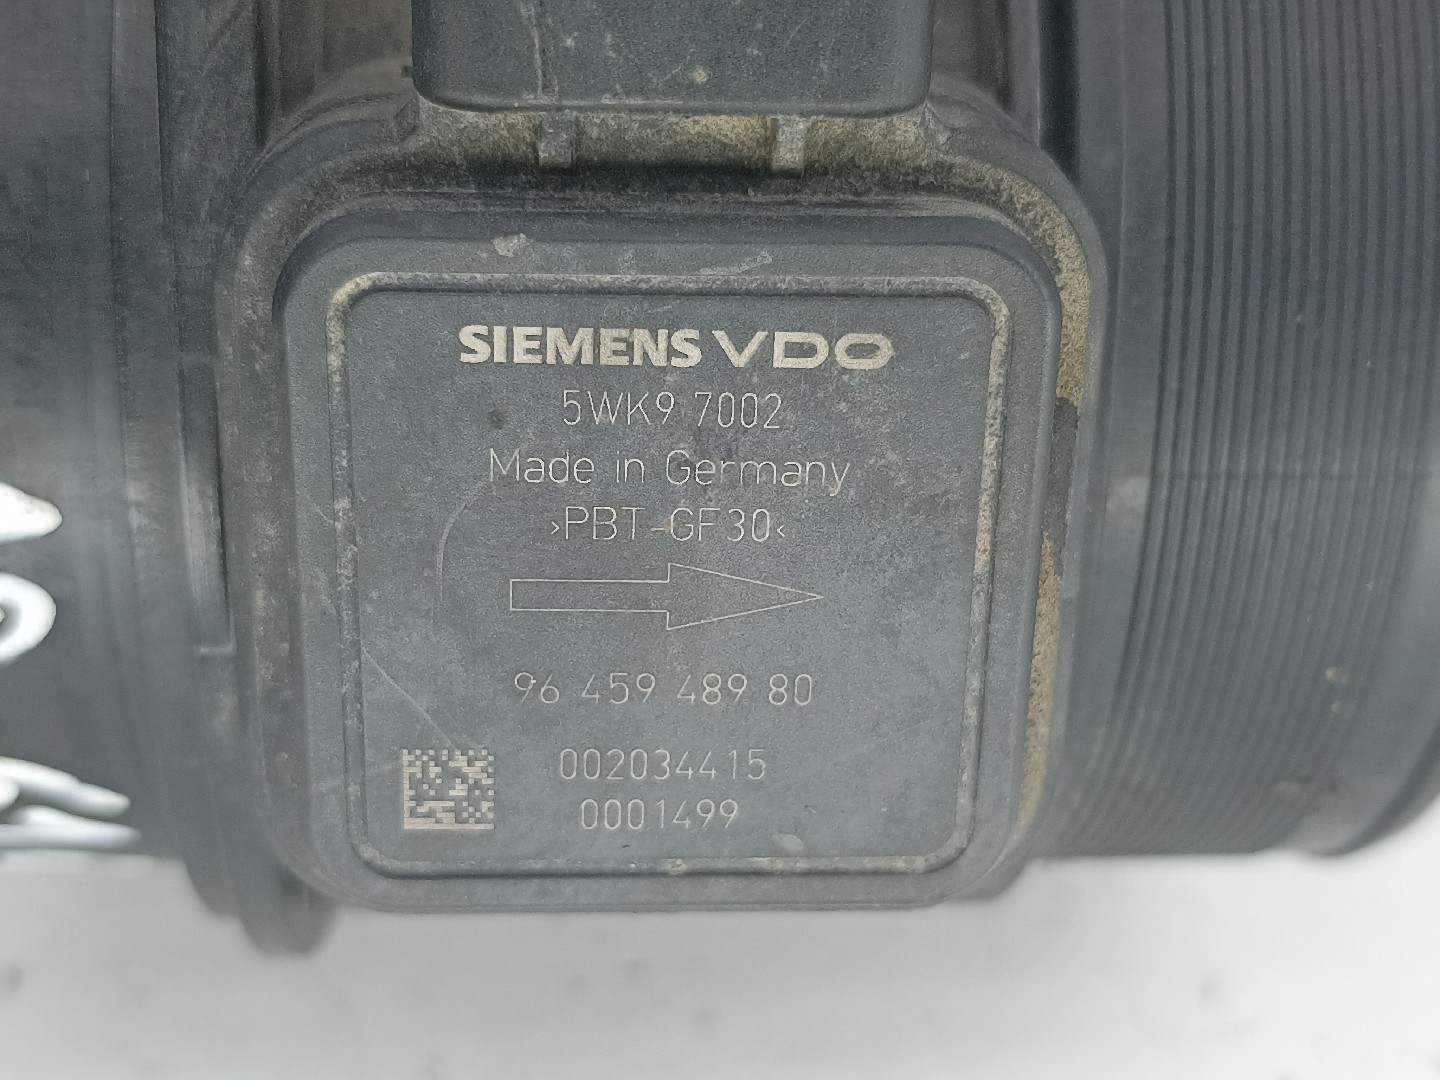 SIEMENS VDO
5WK9 7002
Made in Germany
›PBT-GF30‹
96 459 489 80
002034415
0001499